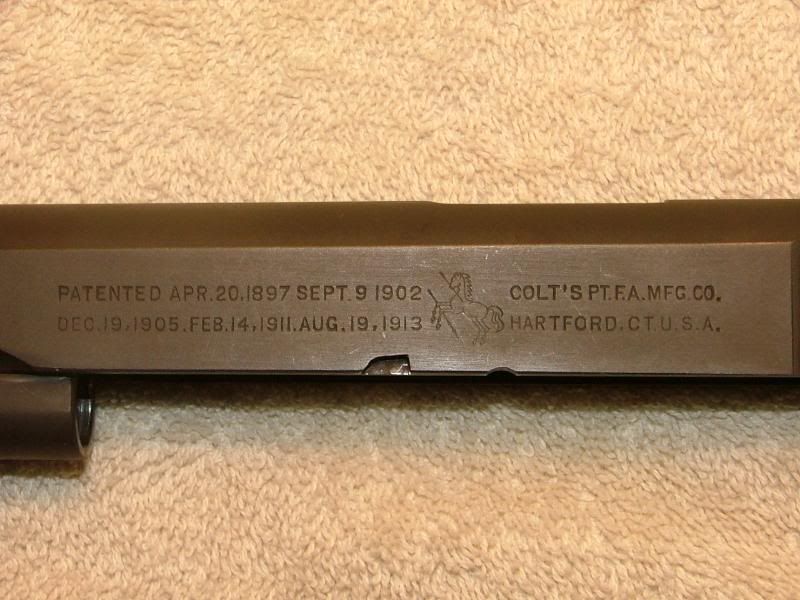 PATENTED APR.20,1897 SEPT.9 1902 COLT'S PT.F.A.MFG.CO.
DEC.19,1905.FEB.14,1911.AUG.19,1913 HARTFORD.CT.U.S.A.